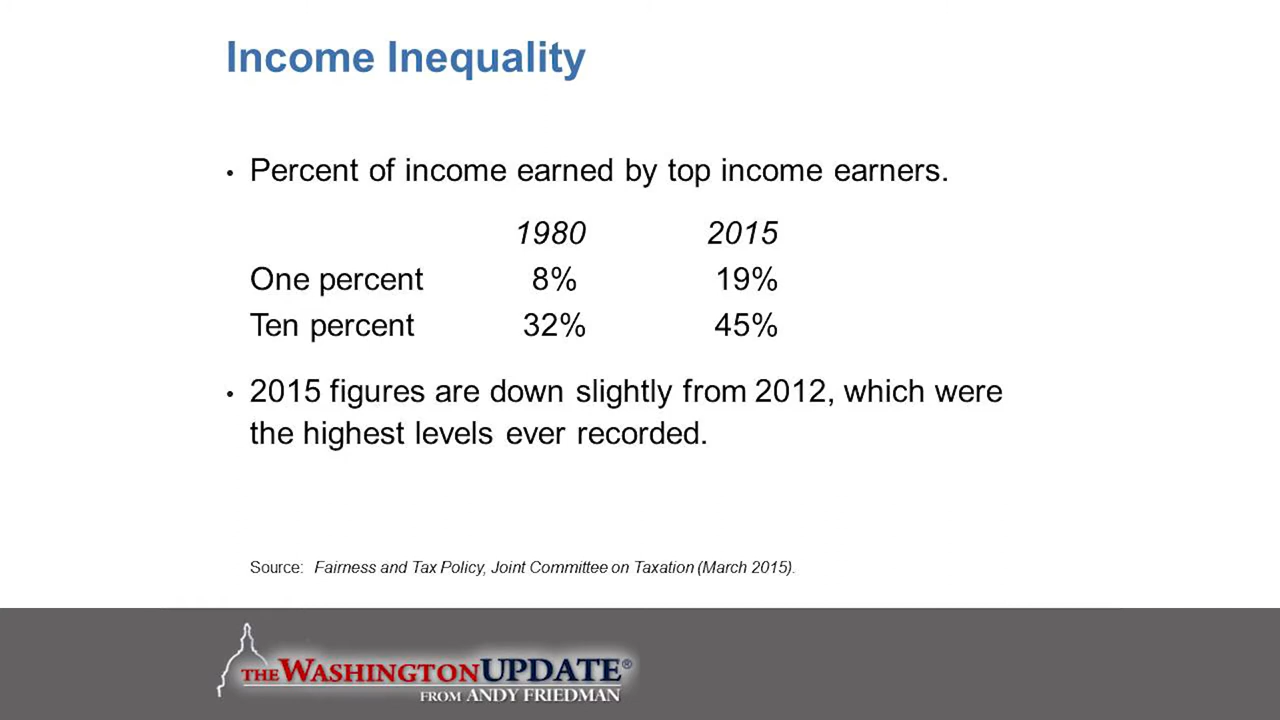 Income Inequality
• Percent of income earned by top income earners.
1980 2015
One percent 8% 19%
Ten percent 32% 45%
• 2015 figures are down slightly from 2012, which were
the highest levels ever recorded.
Source: Fairness and Tax Policy, Joint Committee on Taxation (March 2015).
THE WASHINGTON UPDATE®
FROM ANDY FRIEDMAN